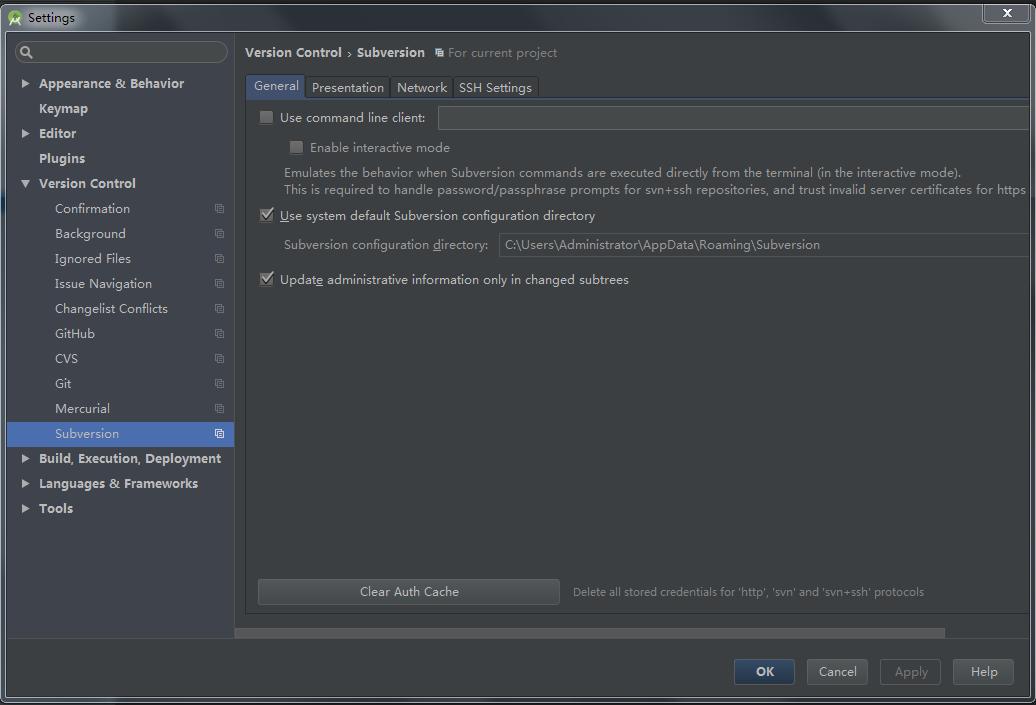 Settings
Version Control › Subversion For current project
Appearance & Behavior
Keymap
Editor
Plugins
Version Control
Confirmation
Background
Ignored Files
Issue Navigation
Changelist Conflicts
GitHub
CVS
Git
Mercurial
Subversion
Build, Execution, Deployment
Languages & Frameworks
Tools
General Presentation Network SSH Settings
Use command line client:
Enable interactive mode
Emulates the behavior when Subversion commands are executed directly from the terminal (in the interactive mode).
This is required to handle password/passphrase prompts for svn+ssh repositories, and trust invalid server certificates for https
Use system default Subversion configuration directory
Subversion configuration directory: C:\Users\Administrator\AppData\Roaming\Subversion
Update administrative information only in changed subtrees
Clear Auth Cache Delete all stored credentials for 'http', 'svn' and 'svn+ssh' protocols
OK Cancel Apply Help